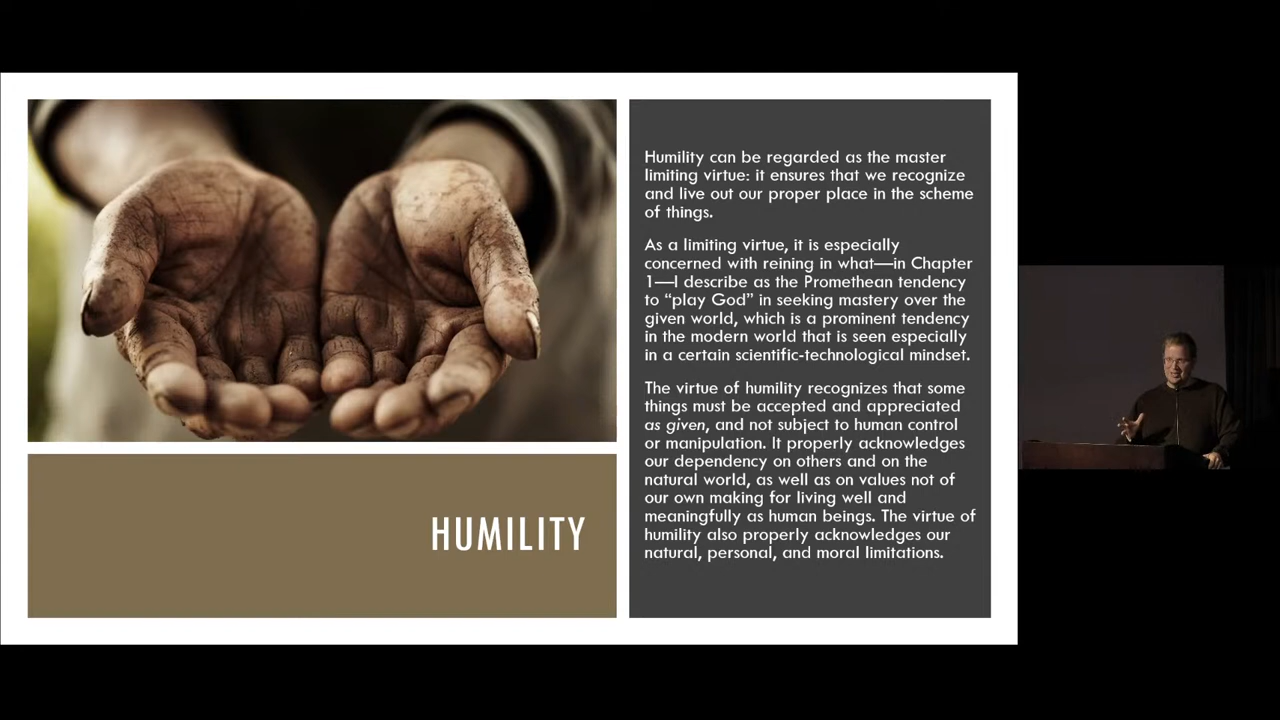 HUMILITY
Humility can be regarded as the master
limiting virtue: it ensures that we recognize
and live out our proper place in the scheme
of things.
As a limiting virtue, it is especially
concerned with reining in what—in Chapter
1—I describe as the Promethean tendency
to “play God” in seeking mastery over the
given world, which is a prominent tendency
in the modern world that is seen especially
in a certain scientific-technological mindset.
The virtue of humility recognizes that some
things must be accepted and appreciated
as given, and not subject to human control
or manipulation. It properly acknowledges
our dependency on others and on the
natural world, as well as on values not of
our own making for living well and
meaningfully as human beings. The virtue of
humility also properly acknowledges our
natural, personal, and moral limitations.